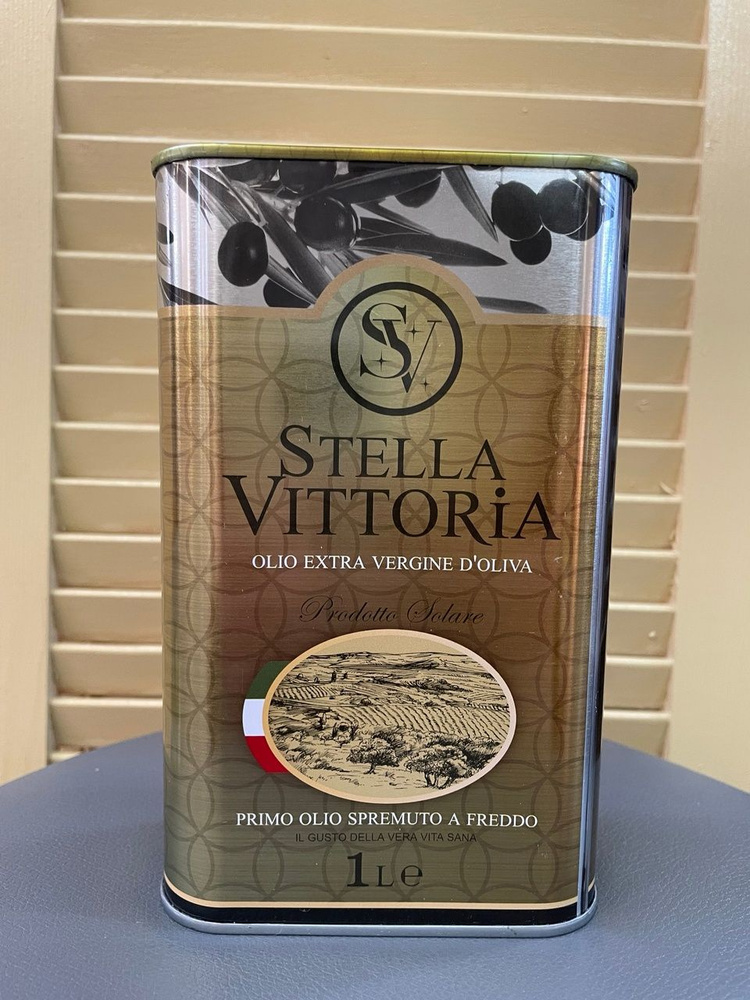 SV
STELLA
VITTORiA
OLIO EXTRA VERGINE D'OLIVA
Prodotto Solare
PRIMO OLIO SPREMUTO A FREDDO
IL GUSTO DELLA VERA VITA SANA
1L℮